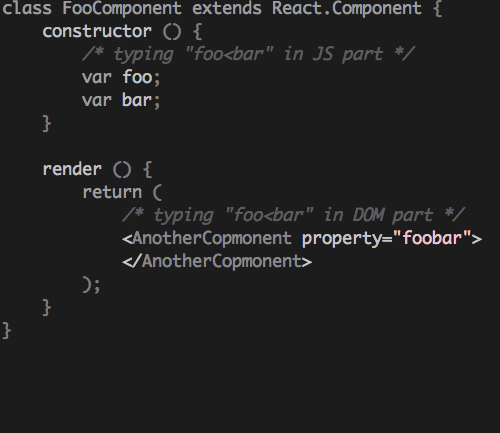 class FooComponent extends React.Component {
    constructor () {
        /* typing "foo<bar" in JS part */
        var foo;
        var bar;
    }

    render () {
        return (
            /* typing "foo<bar" in DOM part */
            <AnotherCopmonent property="foobar">
            </AnotherCopmonent>
        );
    }
}